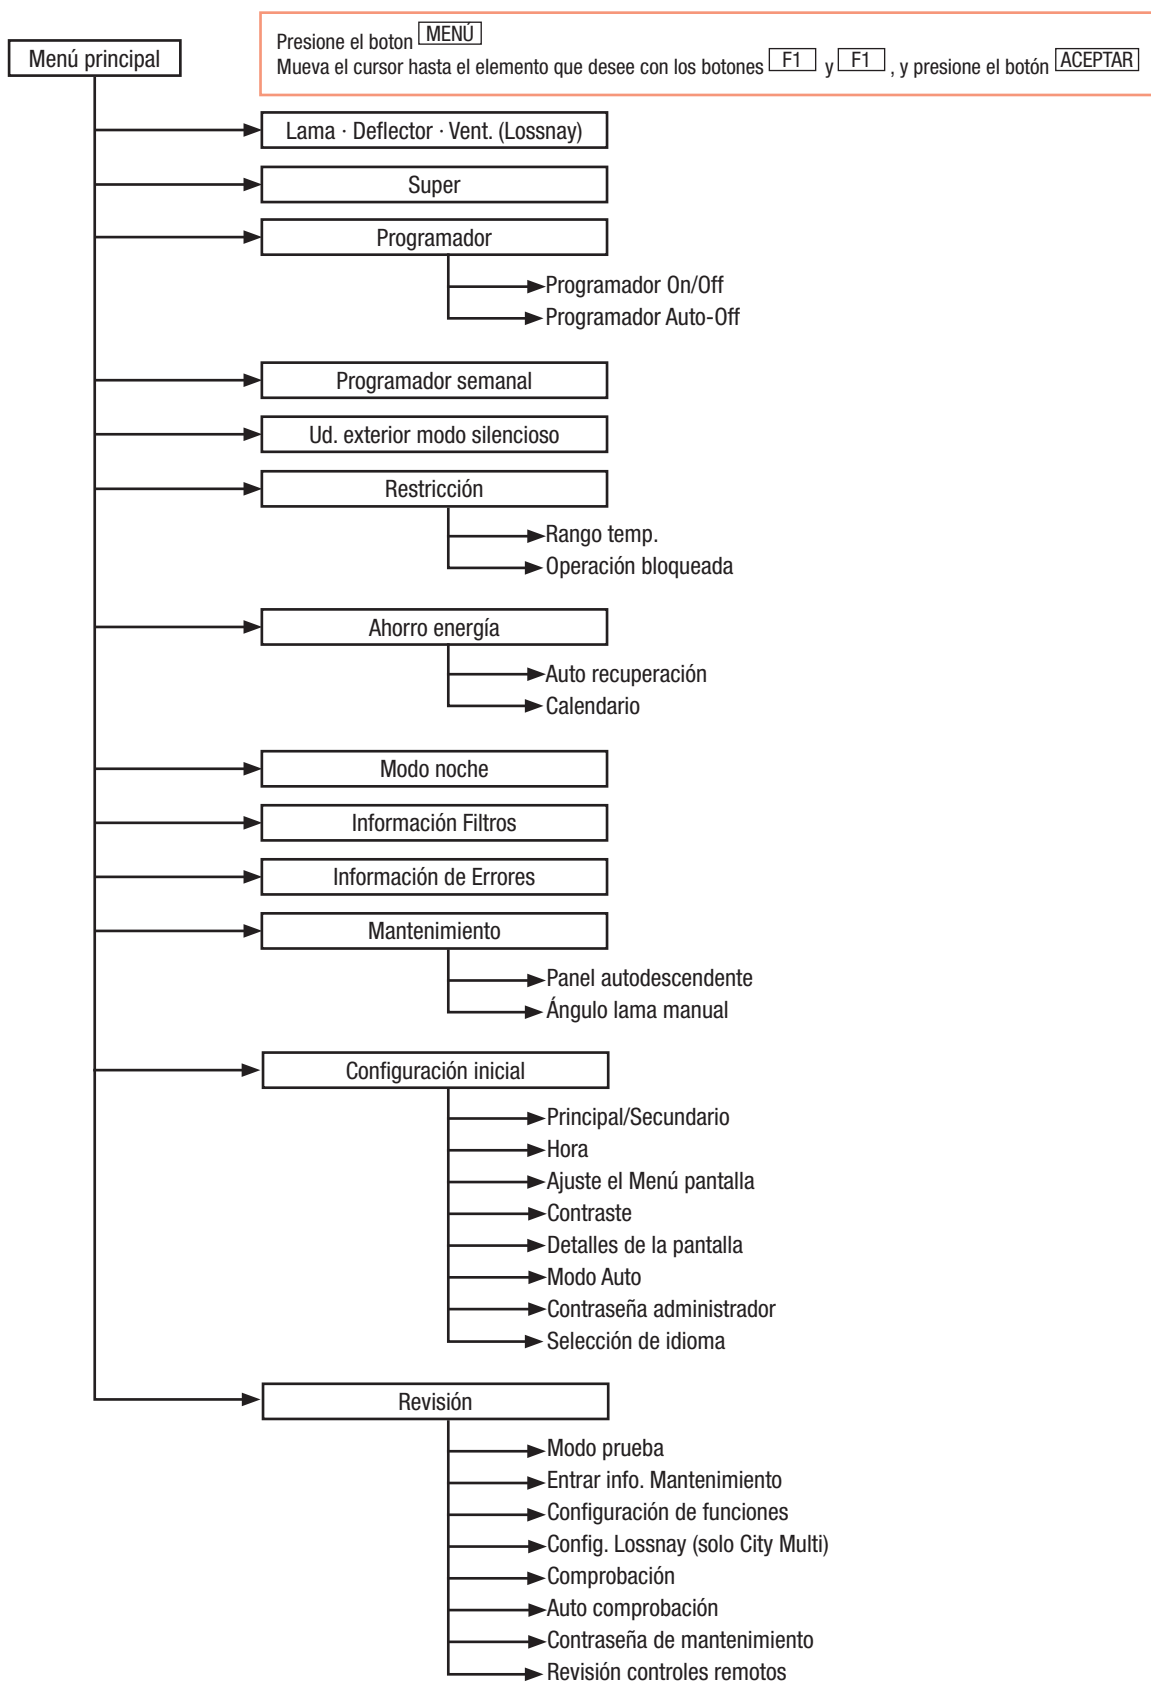 Menú principal
Presione el boton MENÚ
Mueva el cursor hasta el elemento que desee con los botones F1 y F1 , y presione el botón ACEPTAR
Lama · Deflector · Vent. (Lossnay)
Super
Programador
Programador On/Off
Programador Auto-Off
Programador semanal
Ud. exterior modo silencioso
Restricción
Rango temp.
Operación bloqueada
Ahorro energía
Auto recuperación
Calendario
Modo noche
Información Filtros
Información de Errores
Mantenimiento
Panel autodescendente
Ángulo lama manual
Configuración inicial
Principal/Secundario
Hora
Ajuste el Menú pantalla
Contraste
Detalles de la pantalla
Modo Auto
Contraseña administrador
Selección de idioma
Revisión
Modo prueba
Entrar info. Mantenimiento
Configuración de funciones
Config. Lossnay (solo City Multi)
Comprobación
Auto comprobación
Contraseña de mantenimiento
Revisión controles remotos